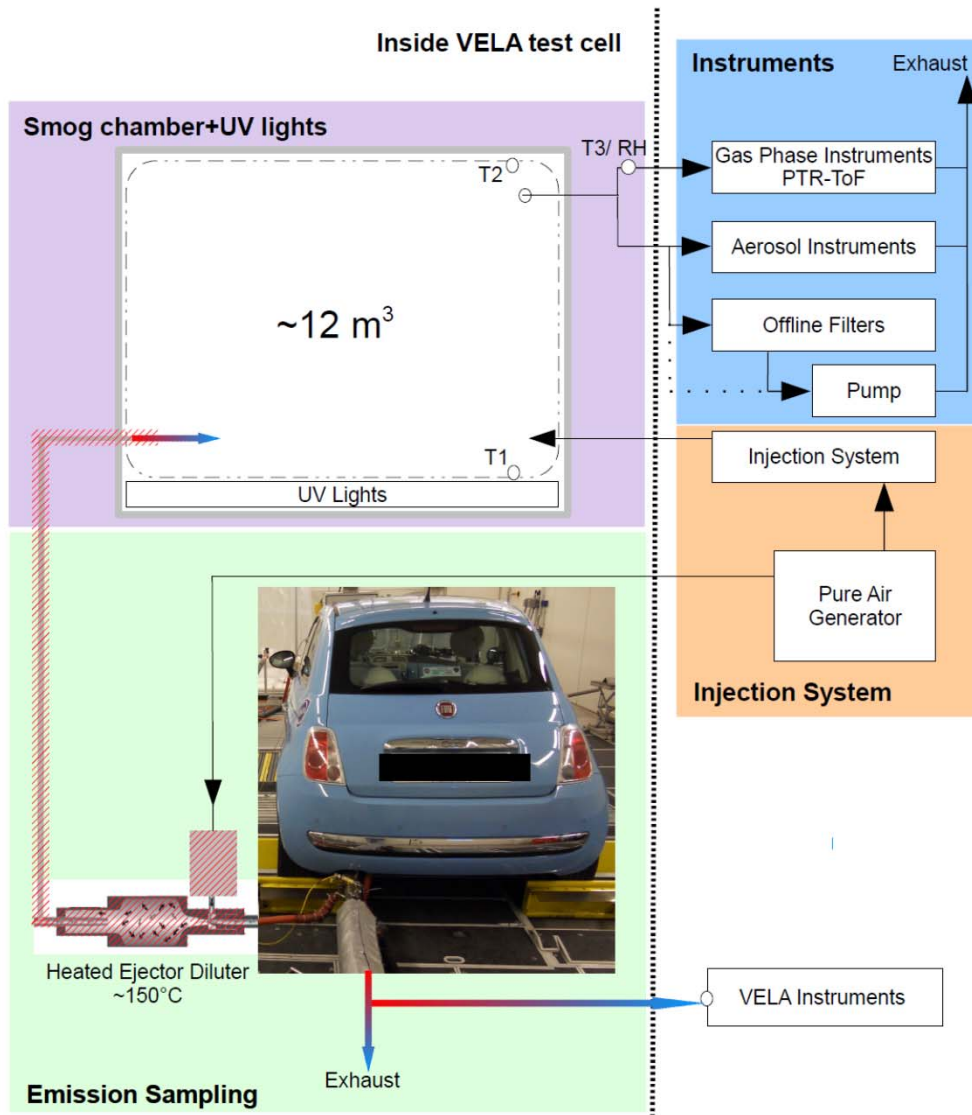 Inside VELA test cell
Instruments
Exhaust
Smog chamber+UV lights
T3/ RH
T2
Gas Phase Instruments
PTR-ToF
Aerosol Instruments
~12 m³
Offline Filters
Pump
T1
Injection System
UV Lights
Pure Air
Generator
Injection System
Heated Ejector Diluter
~150°C
VELA Instruments
Exhaust
Emission Sampling